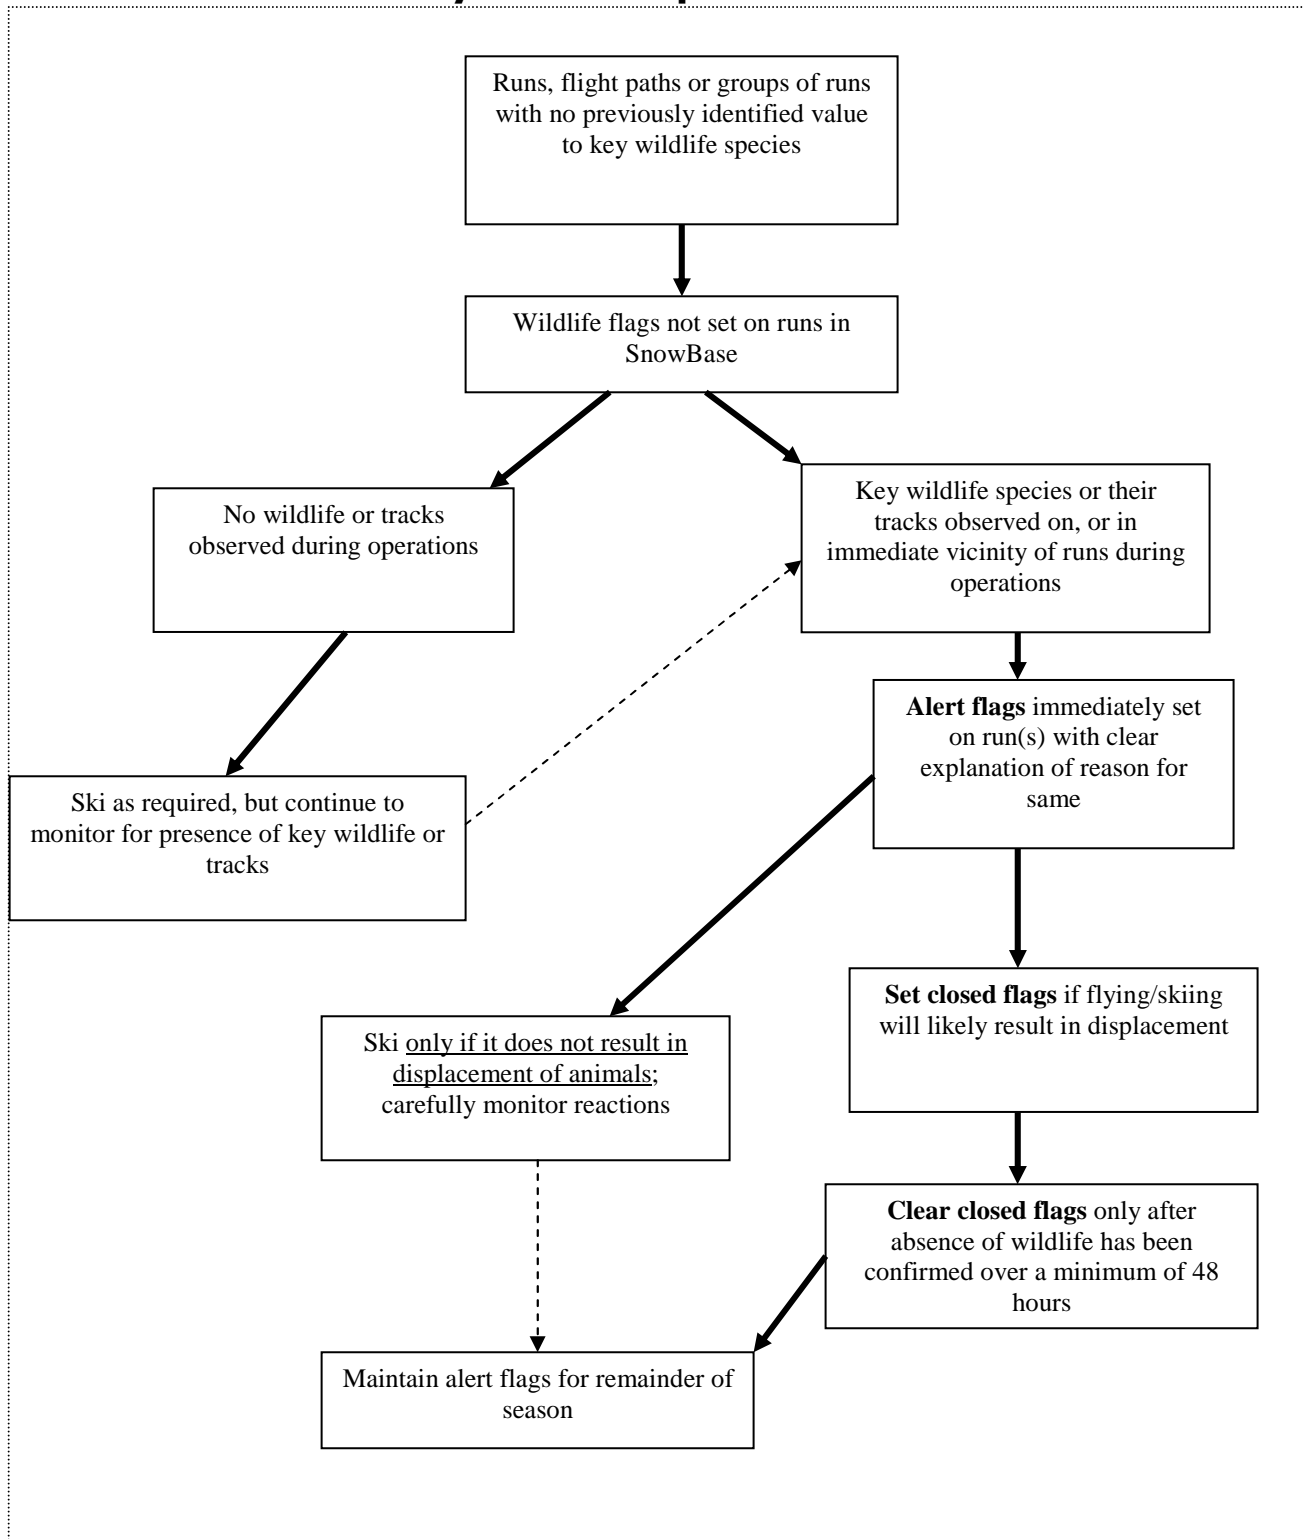 Runs, flight paths or groups of runs
with no previously identified value
to key wildlife species
Wildlife flags not set on runs in
SnowBase
No wildlife or tracks
observed during operations
Key wildlife species or their
tracks observed on, or in
immediate vicinity of runs during
operations
Alert flags immediately set
on run(s) with clear
explanation of reason for
same
Ski as required, but continue to
monitor for presence of key wildlife or
tracks
Set closed flags if flying/skiing
will likely result in displacement
Ski only if it does not result in
displacement of animals;
carefully monitor reactions
Clear closed flags only after
absence of wildlife has been
confirmed over a minimum of 48
hours
Maintain alert flags for remainder of
season